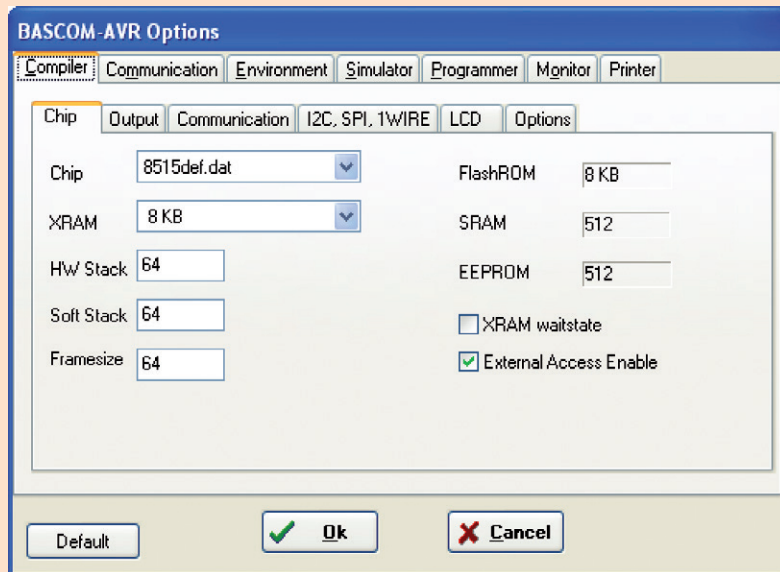 BASCOM-AVR Options
Compiler Communication Environment Simulator Programmer Monitor Printer
Chip Output Communication I2C, SPI, 1WIRE LCD Options
Chip 8515def.dat FlashROM 8 KB
XRAM 8 KB SRAM 512
HW Stack 64 EEPROM 512
Soft Stack 64 XRAM waitstate
Framesize 64 External Access Enable
Default Ok Cancel